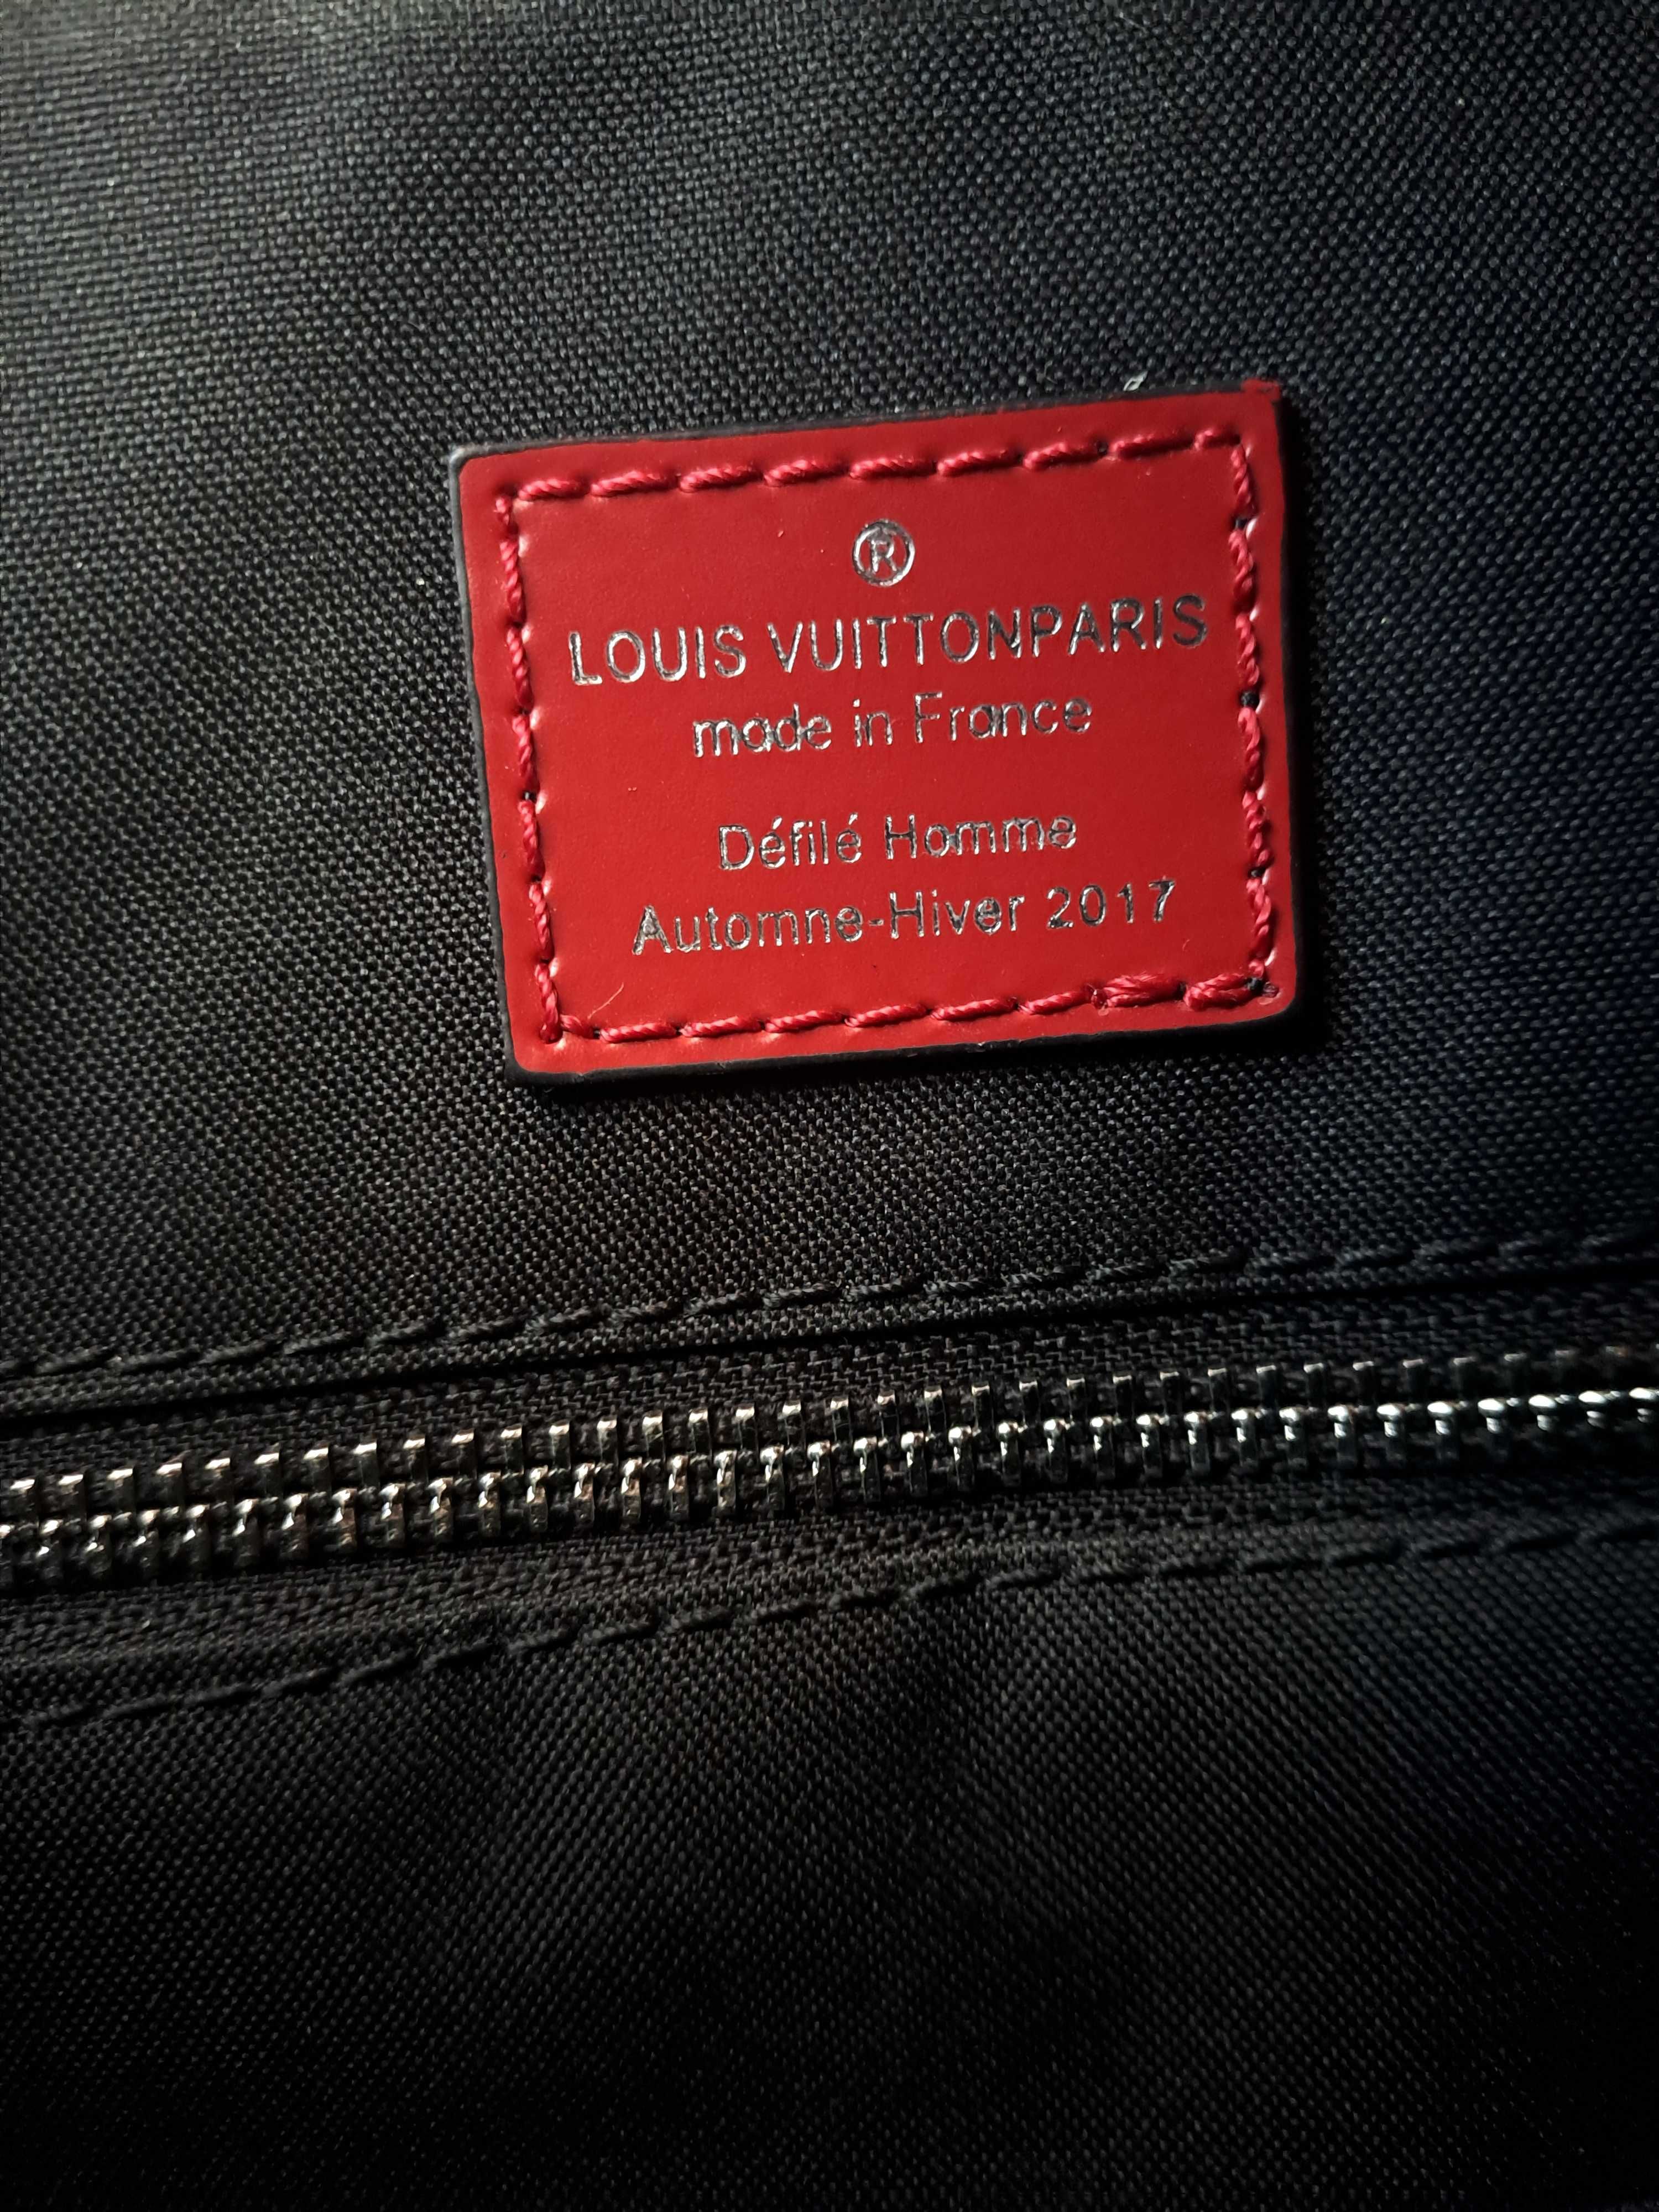 ®
LOUIS VUITTONPARIS
made in France
Défilé Homme
Automne-Hiver 2017